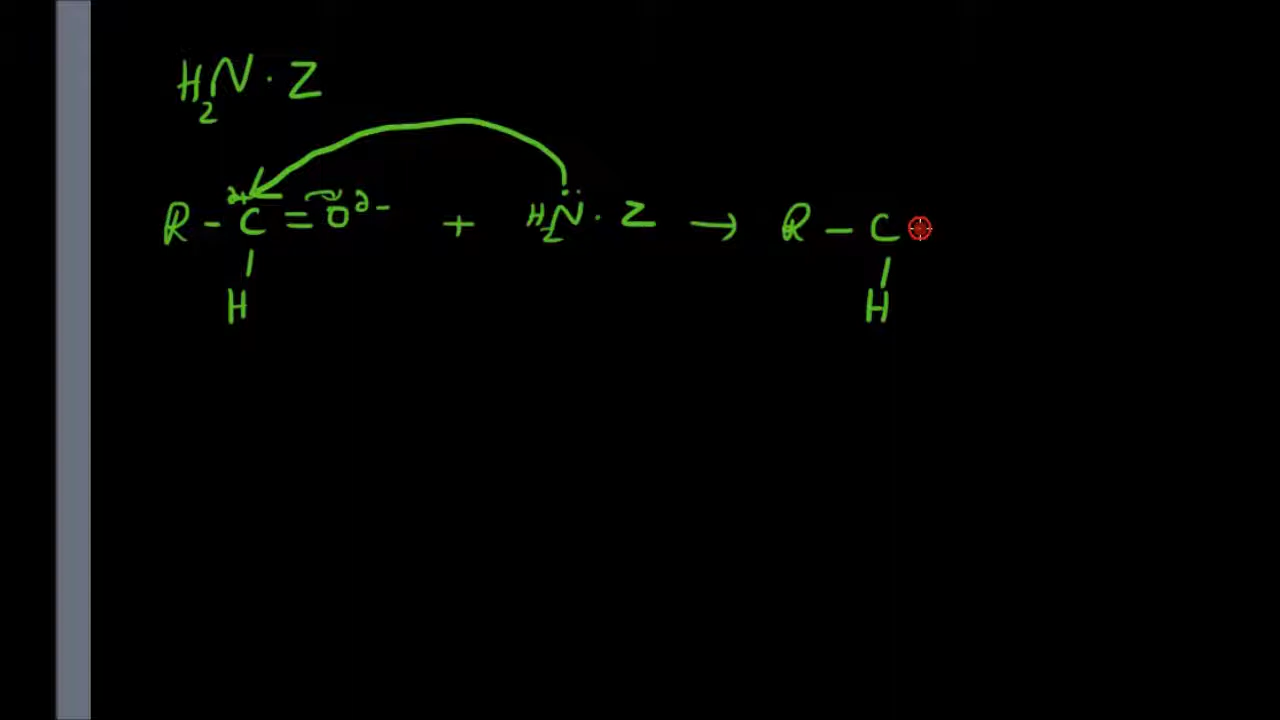 H₂N · Z
R - C^δ+ = O^δ- + H₂N̈ · Z → R - C
H H